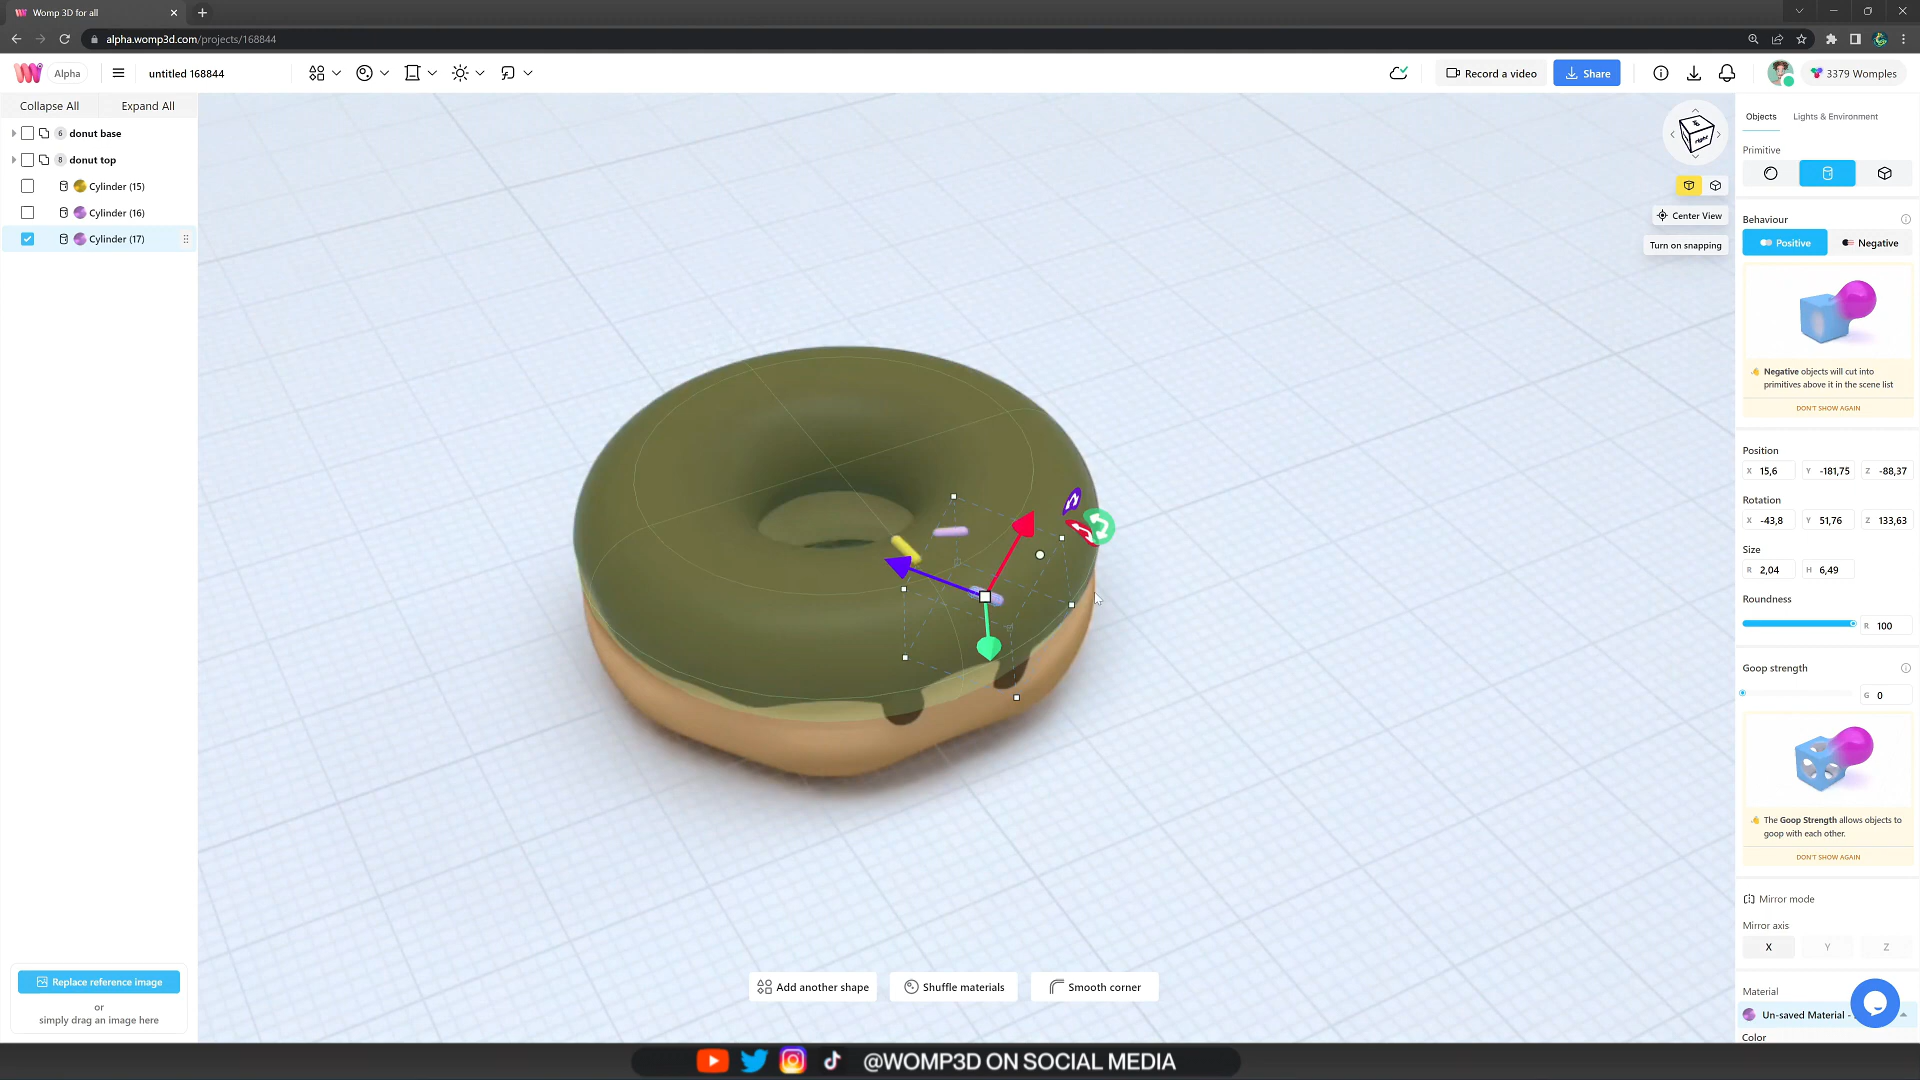 Womp 3D for all
alpha.womp3d.com/projects/168844
Alpha
untitled 168844
Record a video
Share
3379 Womples
Collapse All
Expand All
6 donut base
8 donut top
Cylinder (15)
Cylinder (16)
Cylinder (17)
right
Center View
Turn on snapping
Objects
Lights & Environment
Primitive
Behaviour
Positive
Negative
Negative objects will cut into
primitives above it in the scene list
DON'T SHOW AGAIN
Position
X 15,6 Y -181,75 Z -88,37
Rotation
X -43,8 Y 51,76 Z 133,63
Size
R 2,04 H 6,49
Roundness
R 100
Goop strength
G 0
The Goop Strength allows objects to
goop with each other.
DON'T SHOW AGAIN
Mirror mode
Mirror axis
X Y Z
Material
Un-saved Material -
Color
Replace reference image
or
simply drag an image here
Add another shape
Shuffle materials
Smooth corner
@WOMP3D ON SOCIAL MEDIA